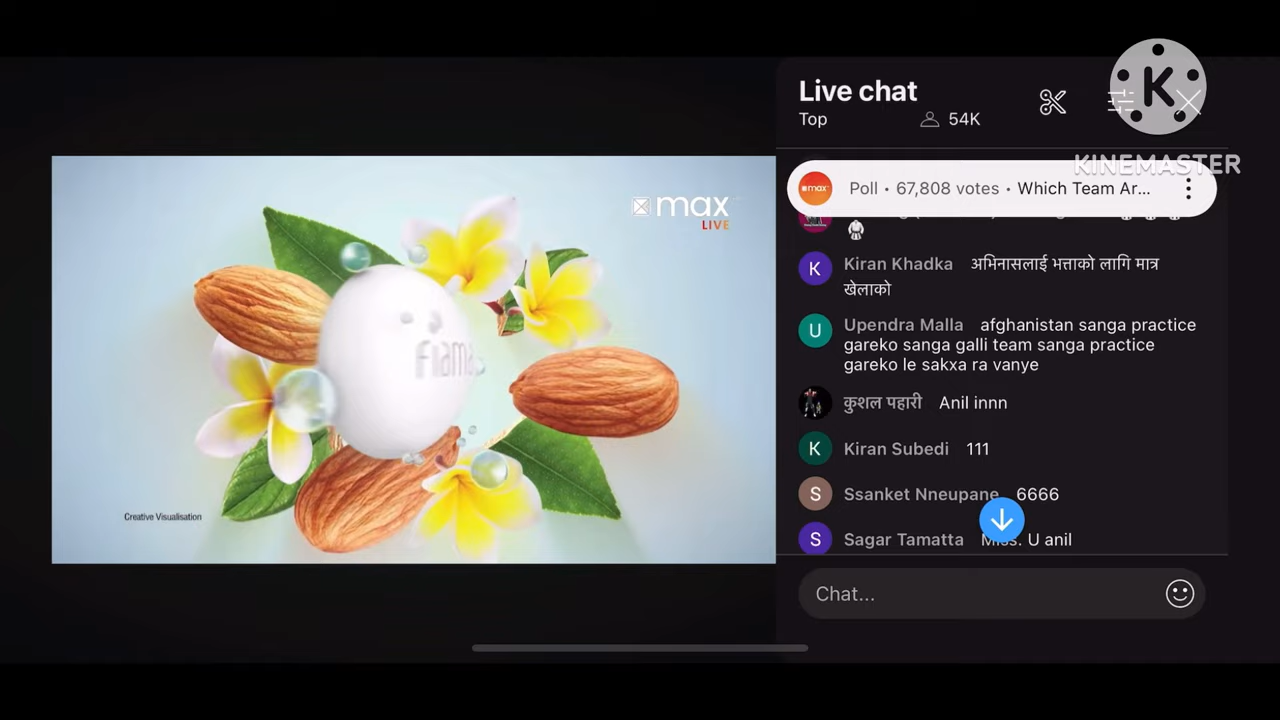 Live chat
Top 54K
K
KINEMASTER
max
LIVE
max Poll • 67,808 votes • Which Team Ar...
K Kiran Khadka अभिनासलाई भत्ताको लागि मात्र
खेलाको
U Upendra Malla afghanistan sanga practice
gareko sanga galli team sanga practice
gareko le sakxa ra vanye
कुशल पहारी Anil innn
K Kiran Subedi 111
S Ssanket Nneupane 6666
S Sagar Tamatta U anil
Chat...
fiama
Creative Visualisation